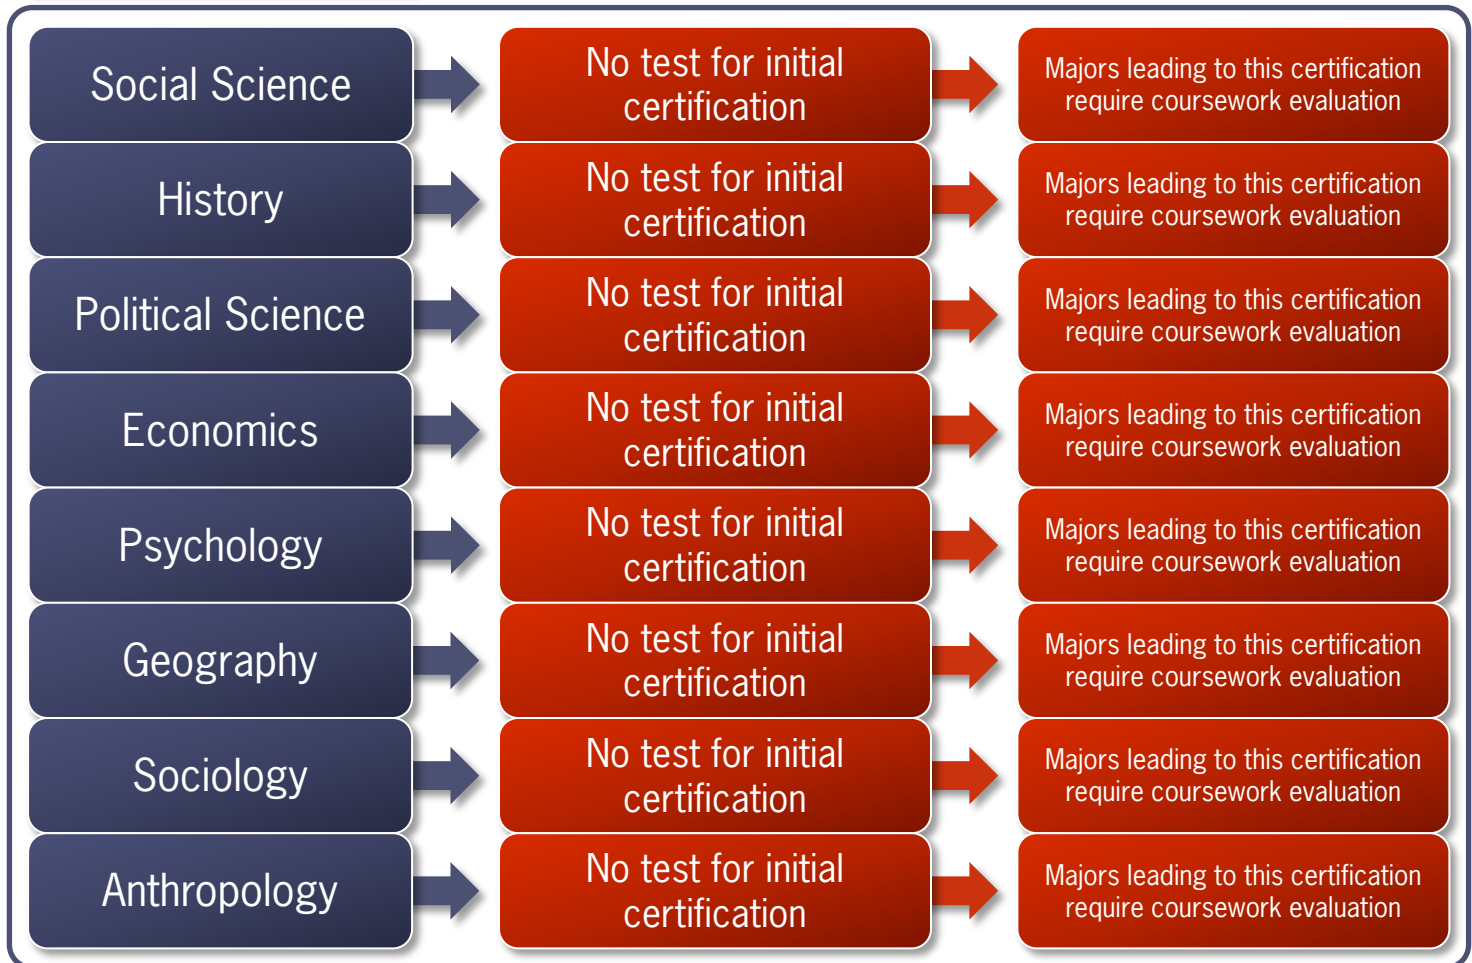 Social Science
No test for initial
certification
Majors leading to this certification
require coursework evaluation
History
No test for initial
certification
Majors leading to this certification
require coursework evaluation
Political Science
No test for initial
certification
Majors leading to this certification
require coursework evaluation
Economics
No test for initial
certification
Majors leading to this certification
require coursework evaluation
Psychology
No test for initial
certification
Majors leading to this certification
require coursework evaluation
Geography
No test for initial
certification
Majors leading to this certification
require coursework evaluation
Sociology
No test for initial
certification
Majors leading to this certification
require coursework evaluation
Anthropology
No test for initial
certification
Majors leading to this certification
require coursework evaluation